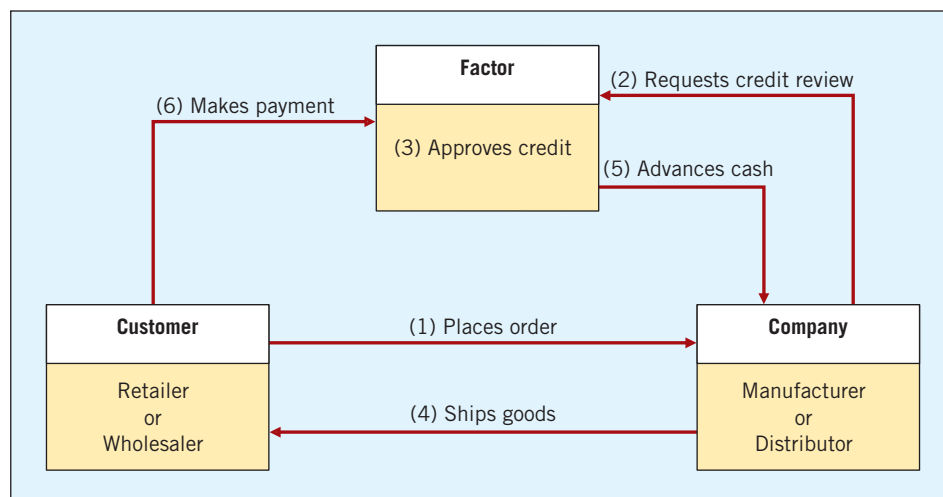 Factor
(2) Requests credit review
(6) Makes payment
(3) Approves credit
(5) Advances cash
Customer
(1) Places order
Company
Retailer
or
Wholesaler
(4) Ships goods
Manufacturer
or
Distributor